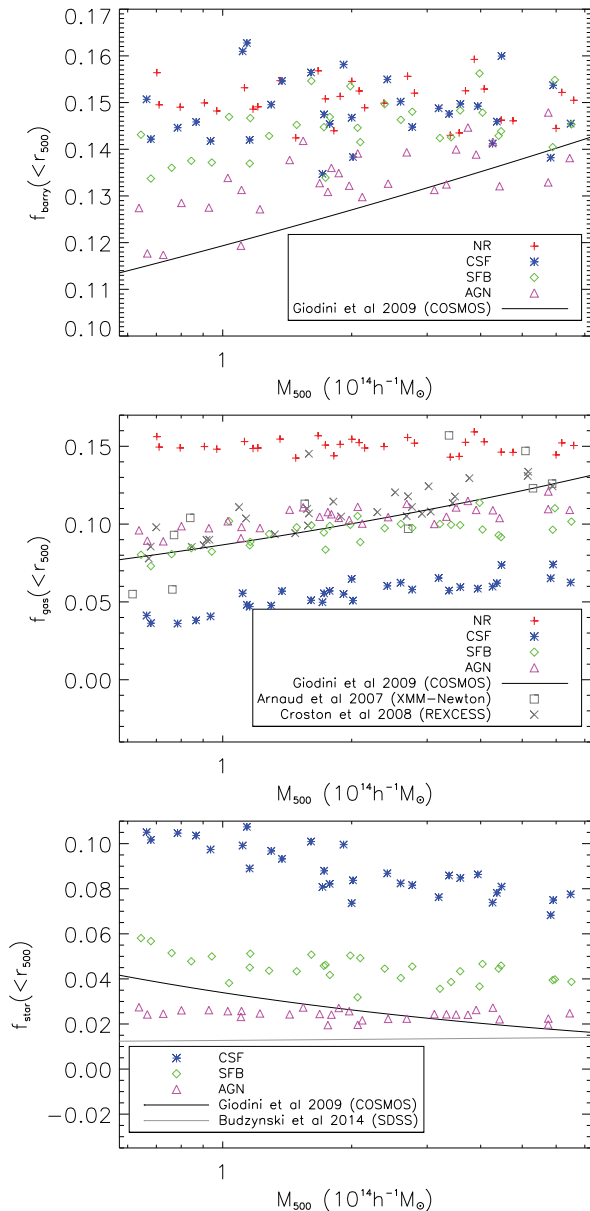 0.17
0.16
0.15
0.14
0.13
0.12
0.11
0.10
f_barry(<r_500)
NR
CSF
SFB
AGN
Giodini et al 2009 (COSMOS)
1
M_500 (10^14 h^-1 M_⊙)
0.15
0.10
0.05
0.00
f_gas(<r_500)
NR
CSF
SFB
AGN
Giodini et al 2009 (COSMOS)
Arnaud et al 2007 (XMM-Newton)
Croston et al 2008 (REXCESS)
1
M_500 (10^14 h^-1 M_⊙)
0.10
0.08
0.06
0.04
0.02
0.00
-0.02
f_star(<r_500)
CSF
SFB
AGN
Giodini et al 2009 (COSMOS)
Budzynski et al 2014 (SDSS)
1
M_500 (10^14 h^-1 M_⊙)